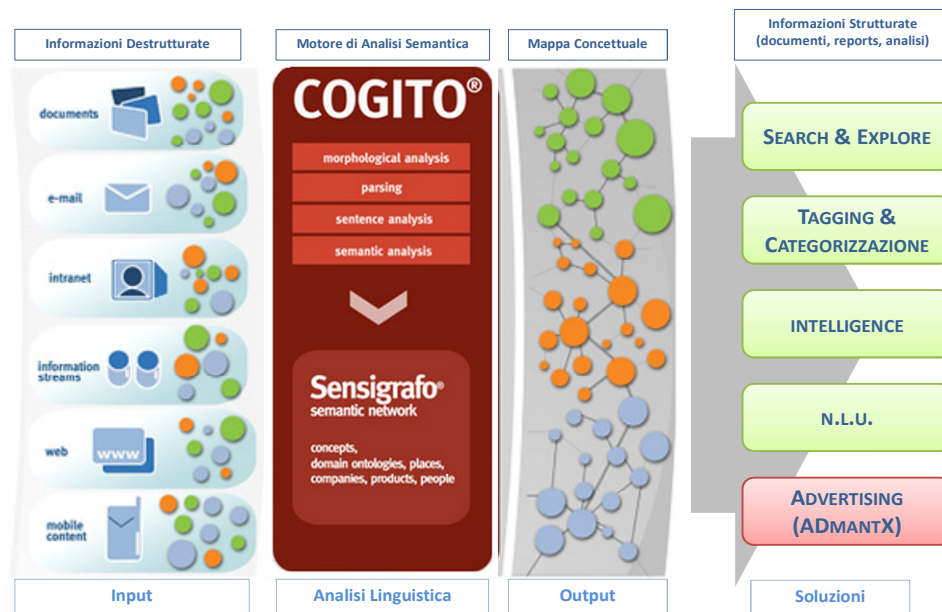 Informazioni Destrutturate
Motore di Analisi Semantica
Mappa Concettuale
Informazioni Strutturate
(documenti, reports, analisi)
documents
e-mail
intranet
information
streams
web
www
mobile
content
COGITO®
morphological analysis
parsing
sentence analysis
semantic analysis
Sensigrafo®
semantic network
concepts,
domain ontologies, places,
companies, products, people
SEARCH & EXPLORE
TAGGING &
CATEGORIZZAZIONE
INTELLIGENCE
N.L.U.
ADVERTISING
(ADMANTX)
Input
Analisi Linguistica
Output
Soluzioni